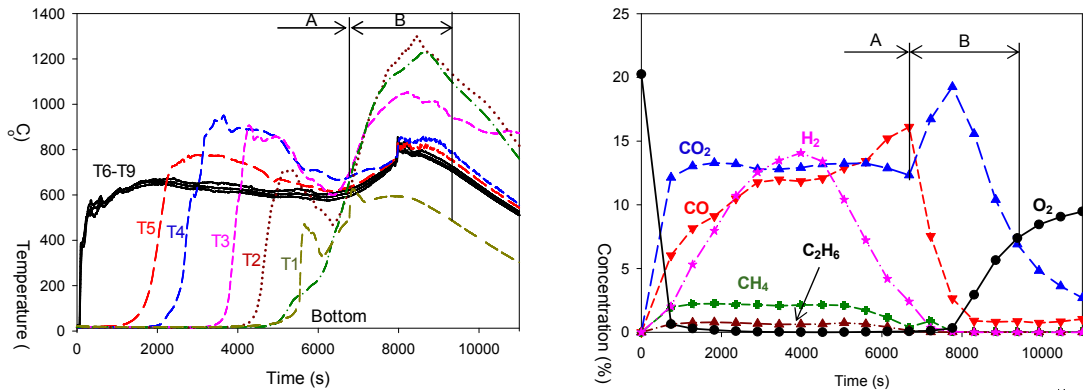 1400
1200
1000
800
600
400
200
0
Temperature (
°C)
T6-T9
T5
T4
T3
T2
T1
Bottom
A
B
0
2000
4000
6000
8000
10000
Time (s)
25
20
15
10
5
0
Concentration (%)
A
B
CO2
CO
H2
C2H6
CH4
O2
0
2000
4000
6000
8000
10000
Time (s)